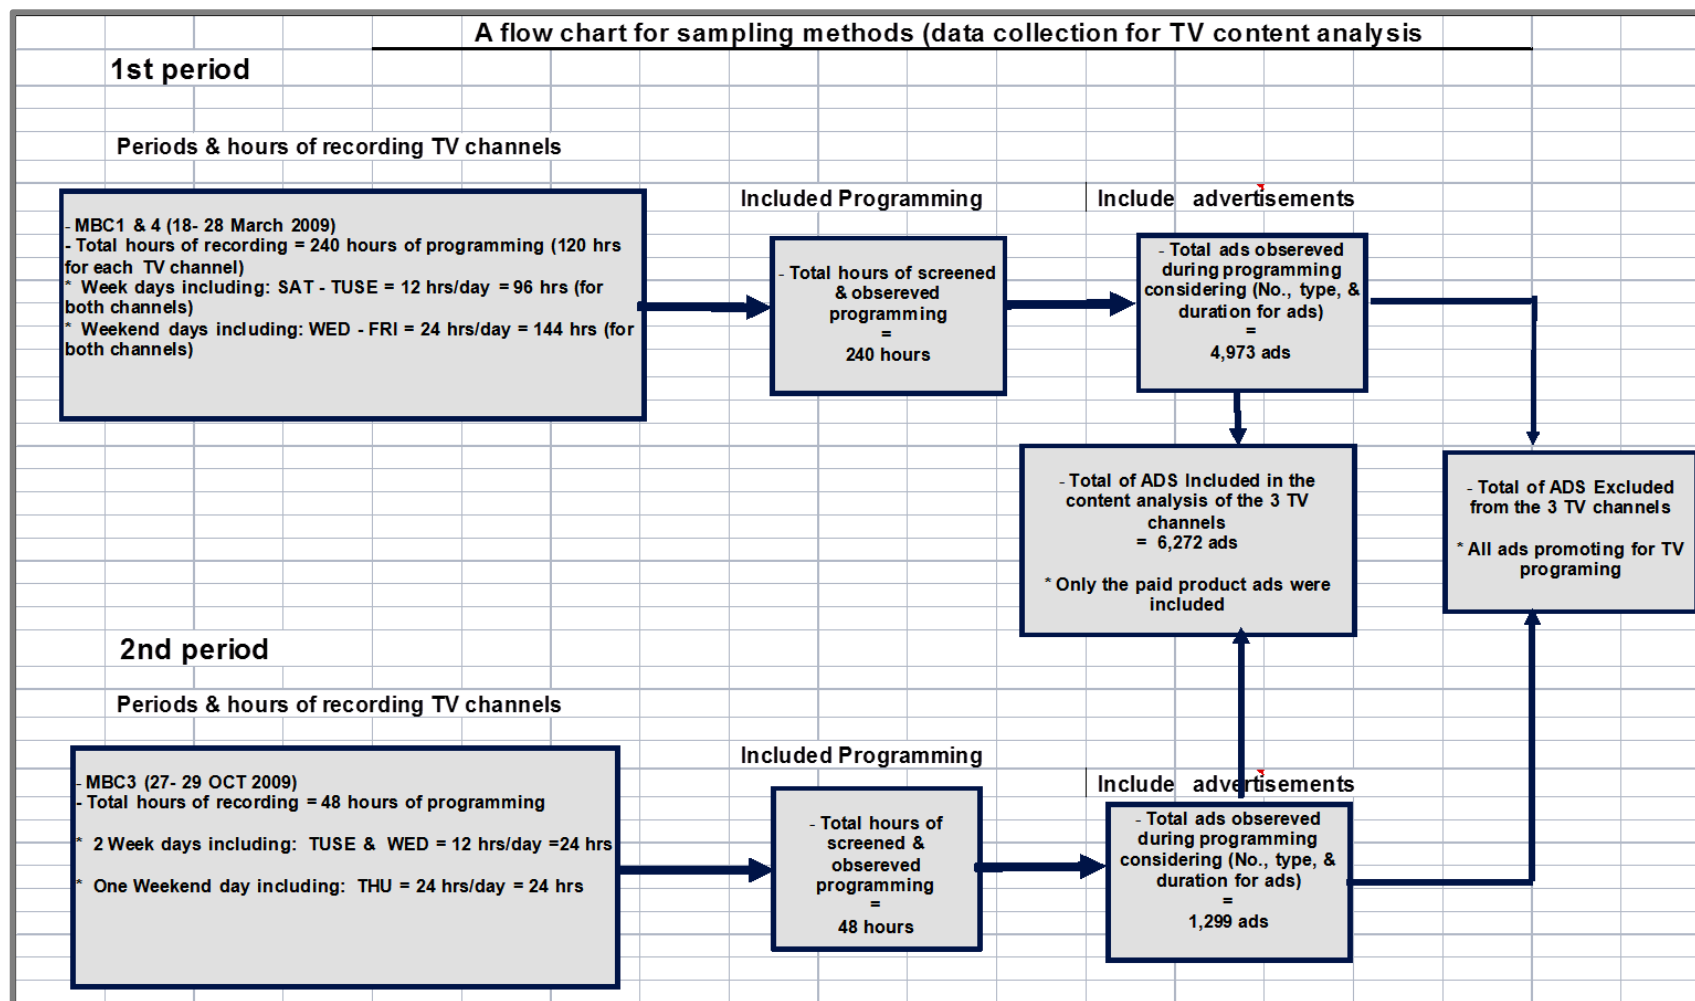 A flow chart for sampling methods (data collection for TV content analysis
1st period
Periods & hours of recording TV channels
- MBC1 & 4 (18- 28 March 2009)
- Total hours of recording = 240 hours of programming (120 hrs
for each TV channel)
* Week days including: SAT - TUSE = 12 hrs/day = 96 hrs (for
both channels)
* Weekend days including: WED - FRI = 24 hrs/day = 144 hrs (for
both channels)
Included Programming
- Total hours of screened
& obsereved
programming
=
240 hours
Include advertisements
- Total ads obsereved
during programming
considering (No., type, &
duration for ads)
=
4,973 ads
- Total of ADS Included in the
content analysis of the 3 TV
channels
= 6,272 ads
* Only the paid product ads were
included
- Total of ADS Excluded
from the 3 TV channels
* All ads promoting for TV
programing
2nd period
Periods & hours of recording TV channels
- MBC3 (27- 29 OCT 2009)
- Total hours of recording = 48 hours of programming
* 2 Week days including: TUSE & WED = 12 hrs/day =24 hrs
* One Weekend day including: THU = 24 hrs/day = 24 hrs
Included Programming
- Total hours of
screened &
obsereved
programming
=
48 hours
Include advertisements
- Total ads obsereved
during programming
considering (No., type, &
duration for ads)
=
1,299 ads